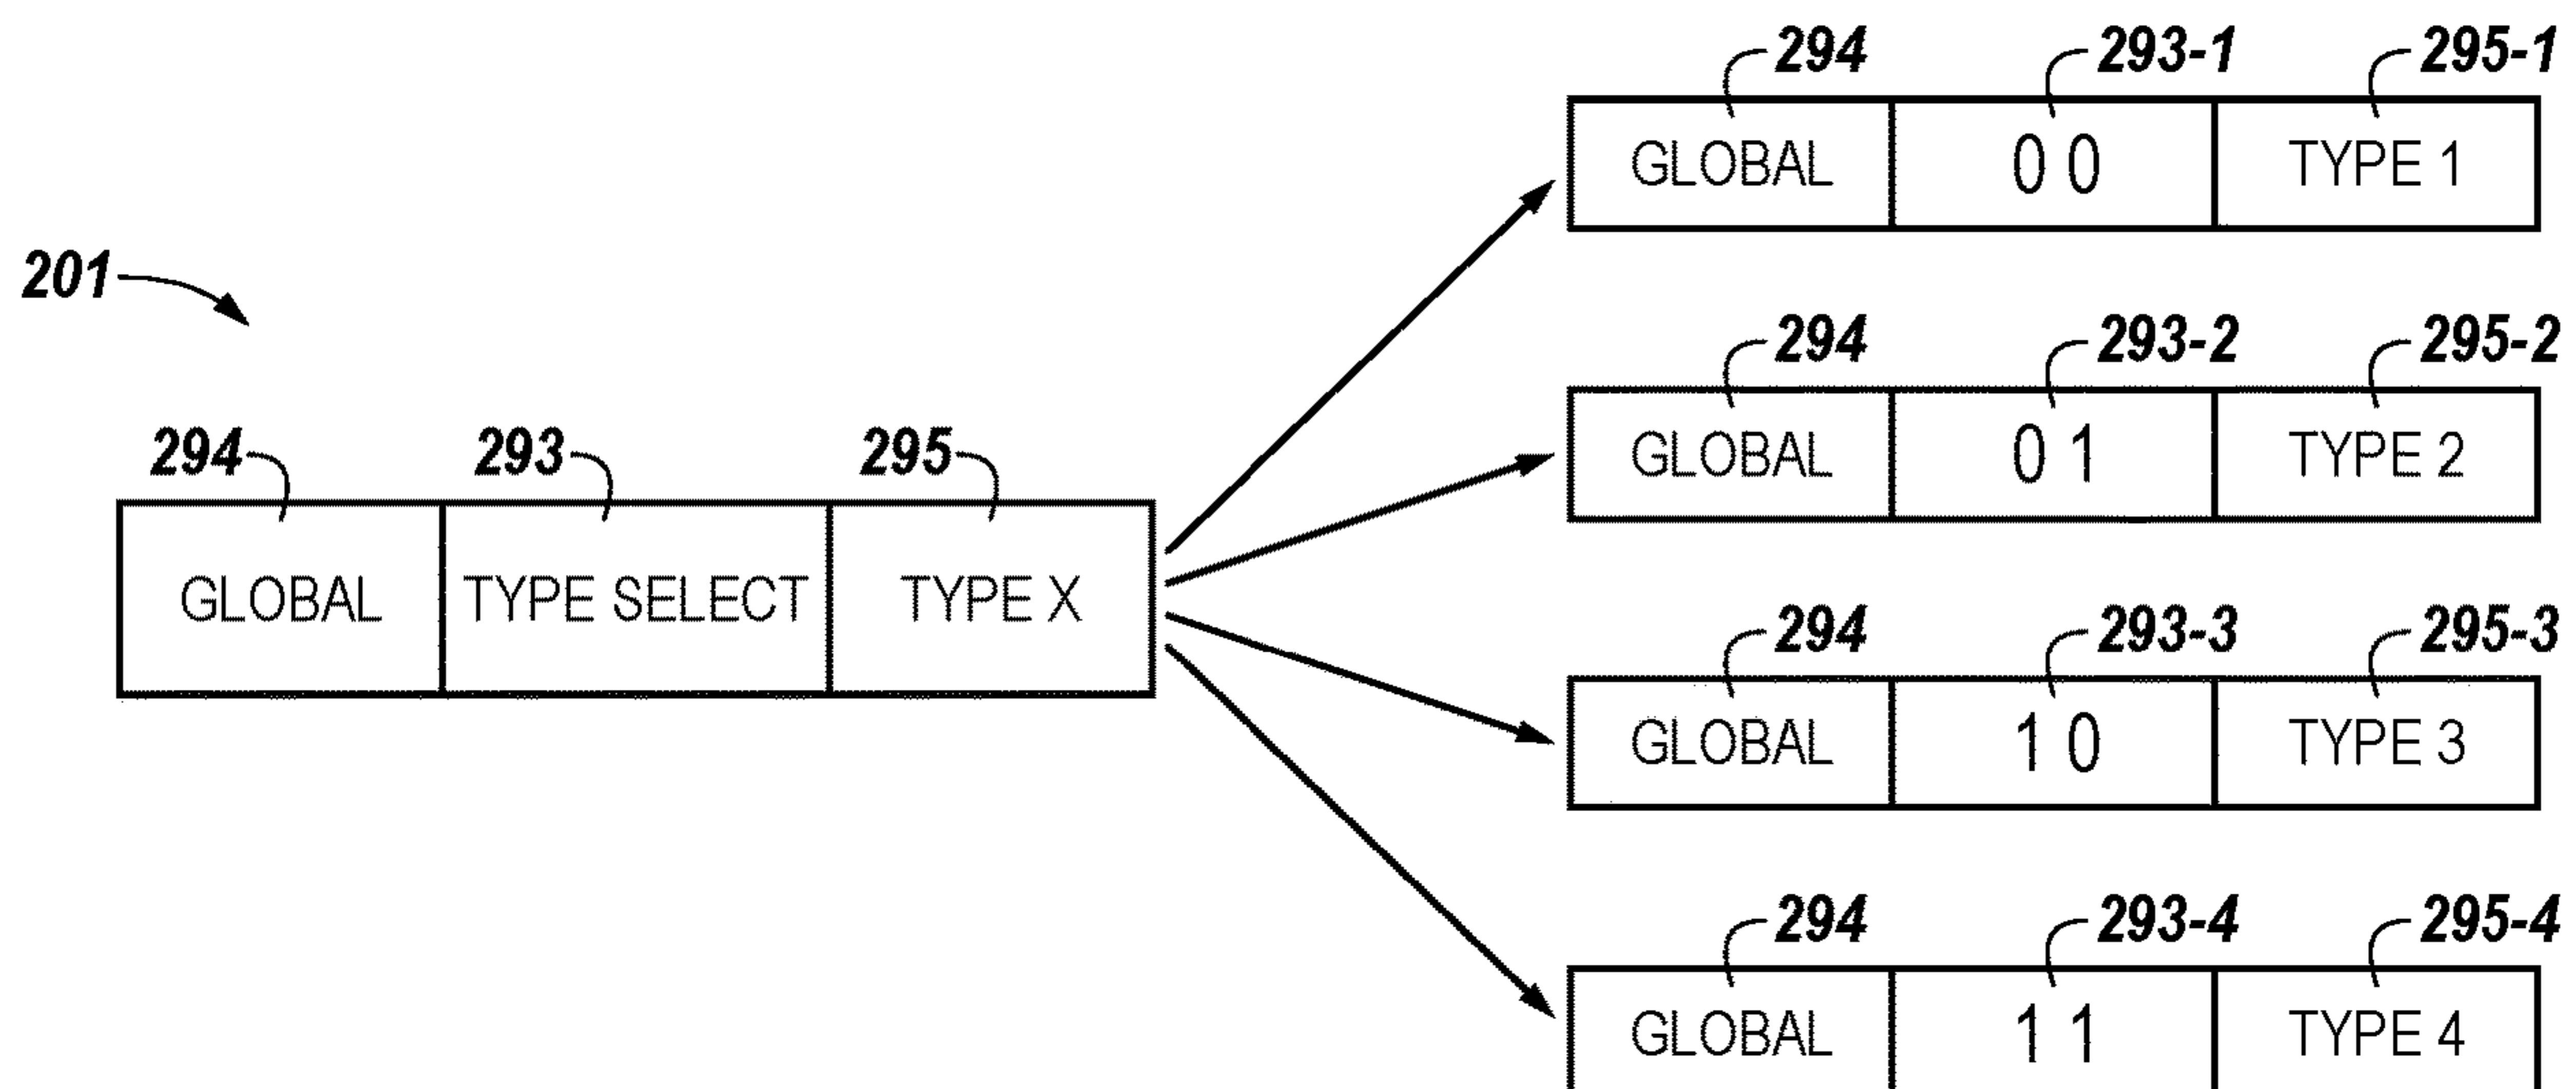 294 293-1 295-1
GLOBAL 0 0 TYPE 1
201
294 293-2 295-2
GLOBAL 0 1 TYPE 2
294 293 295
GLOBAL TYPE SELECT TYPE X
294 293-3 295-3
GLOBAL 1 0 TYPE 3
294 293-4 295-4
GLOBAL 1 1 TYPE 4